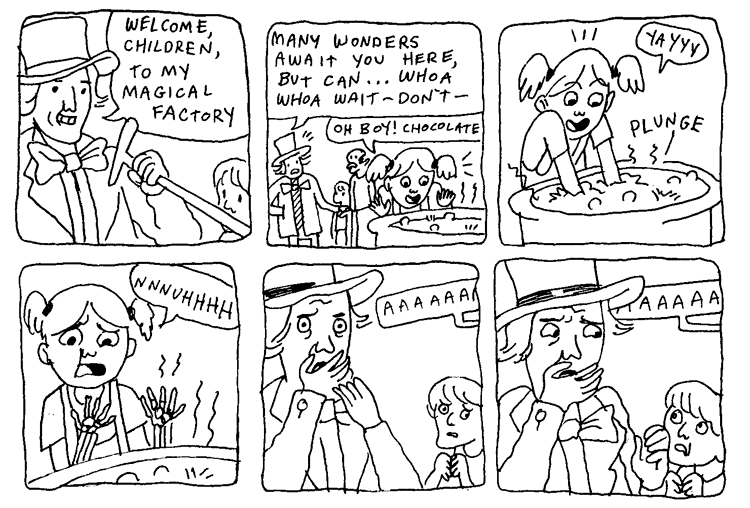 WELCOME,
CHILDREN,
TO MY
MAGICAL
FACTORY
MANY WONDERS
AWAIT YOU HERE,
BUT CAN... WHOA
WHOA WAIT-DON'T-
OH BOY! CHOCOLATE
YAYYY
PLUNGE
NNNUHHHH
AAAAAA
AAAAAA